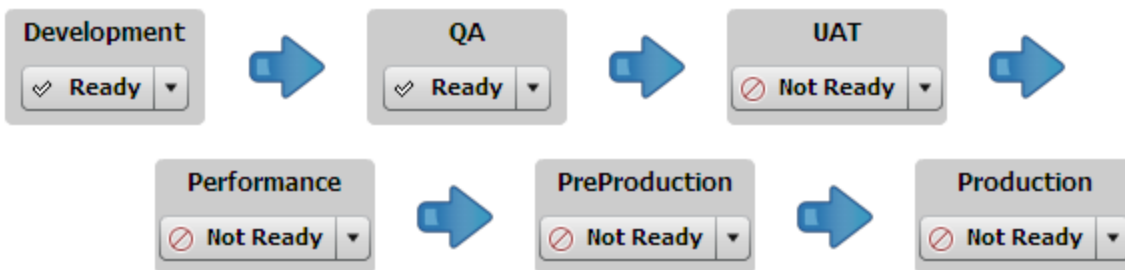 Development
QA
UAT
Ready
Ready
Not Ready
Performance
PreProduction
Production
Not Ready
Not Ready
Not Ready